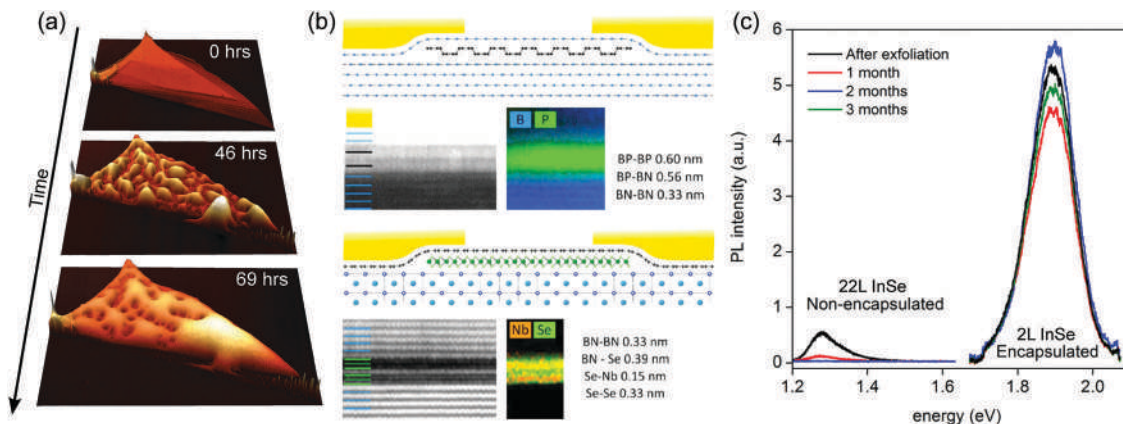 (a)
0 hrs
46 hrs
69 hrs
Time
(b)
B P
BP-BP 0.60 nm
BP-BN 0.56 nm
BN-BN 0.33 nm
Nb Se
BN-BN 0.33 nm
BN - Se 0.39 nm
Se-Nb 0.15 nm
Se-Se 0.33 nm
(c)
6
5
4
3
2
1
0
PL intensity (a.u.)
After exfoliation
1 month
2 months
3 months
22L InSe
Non-encapsulated
2L InSe
Encapsulated
1.2 1.4 1.6 1.8 2.0
energy (eV)